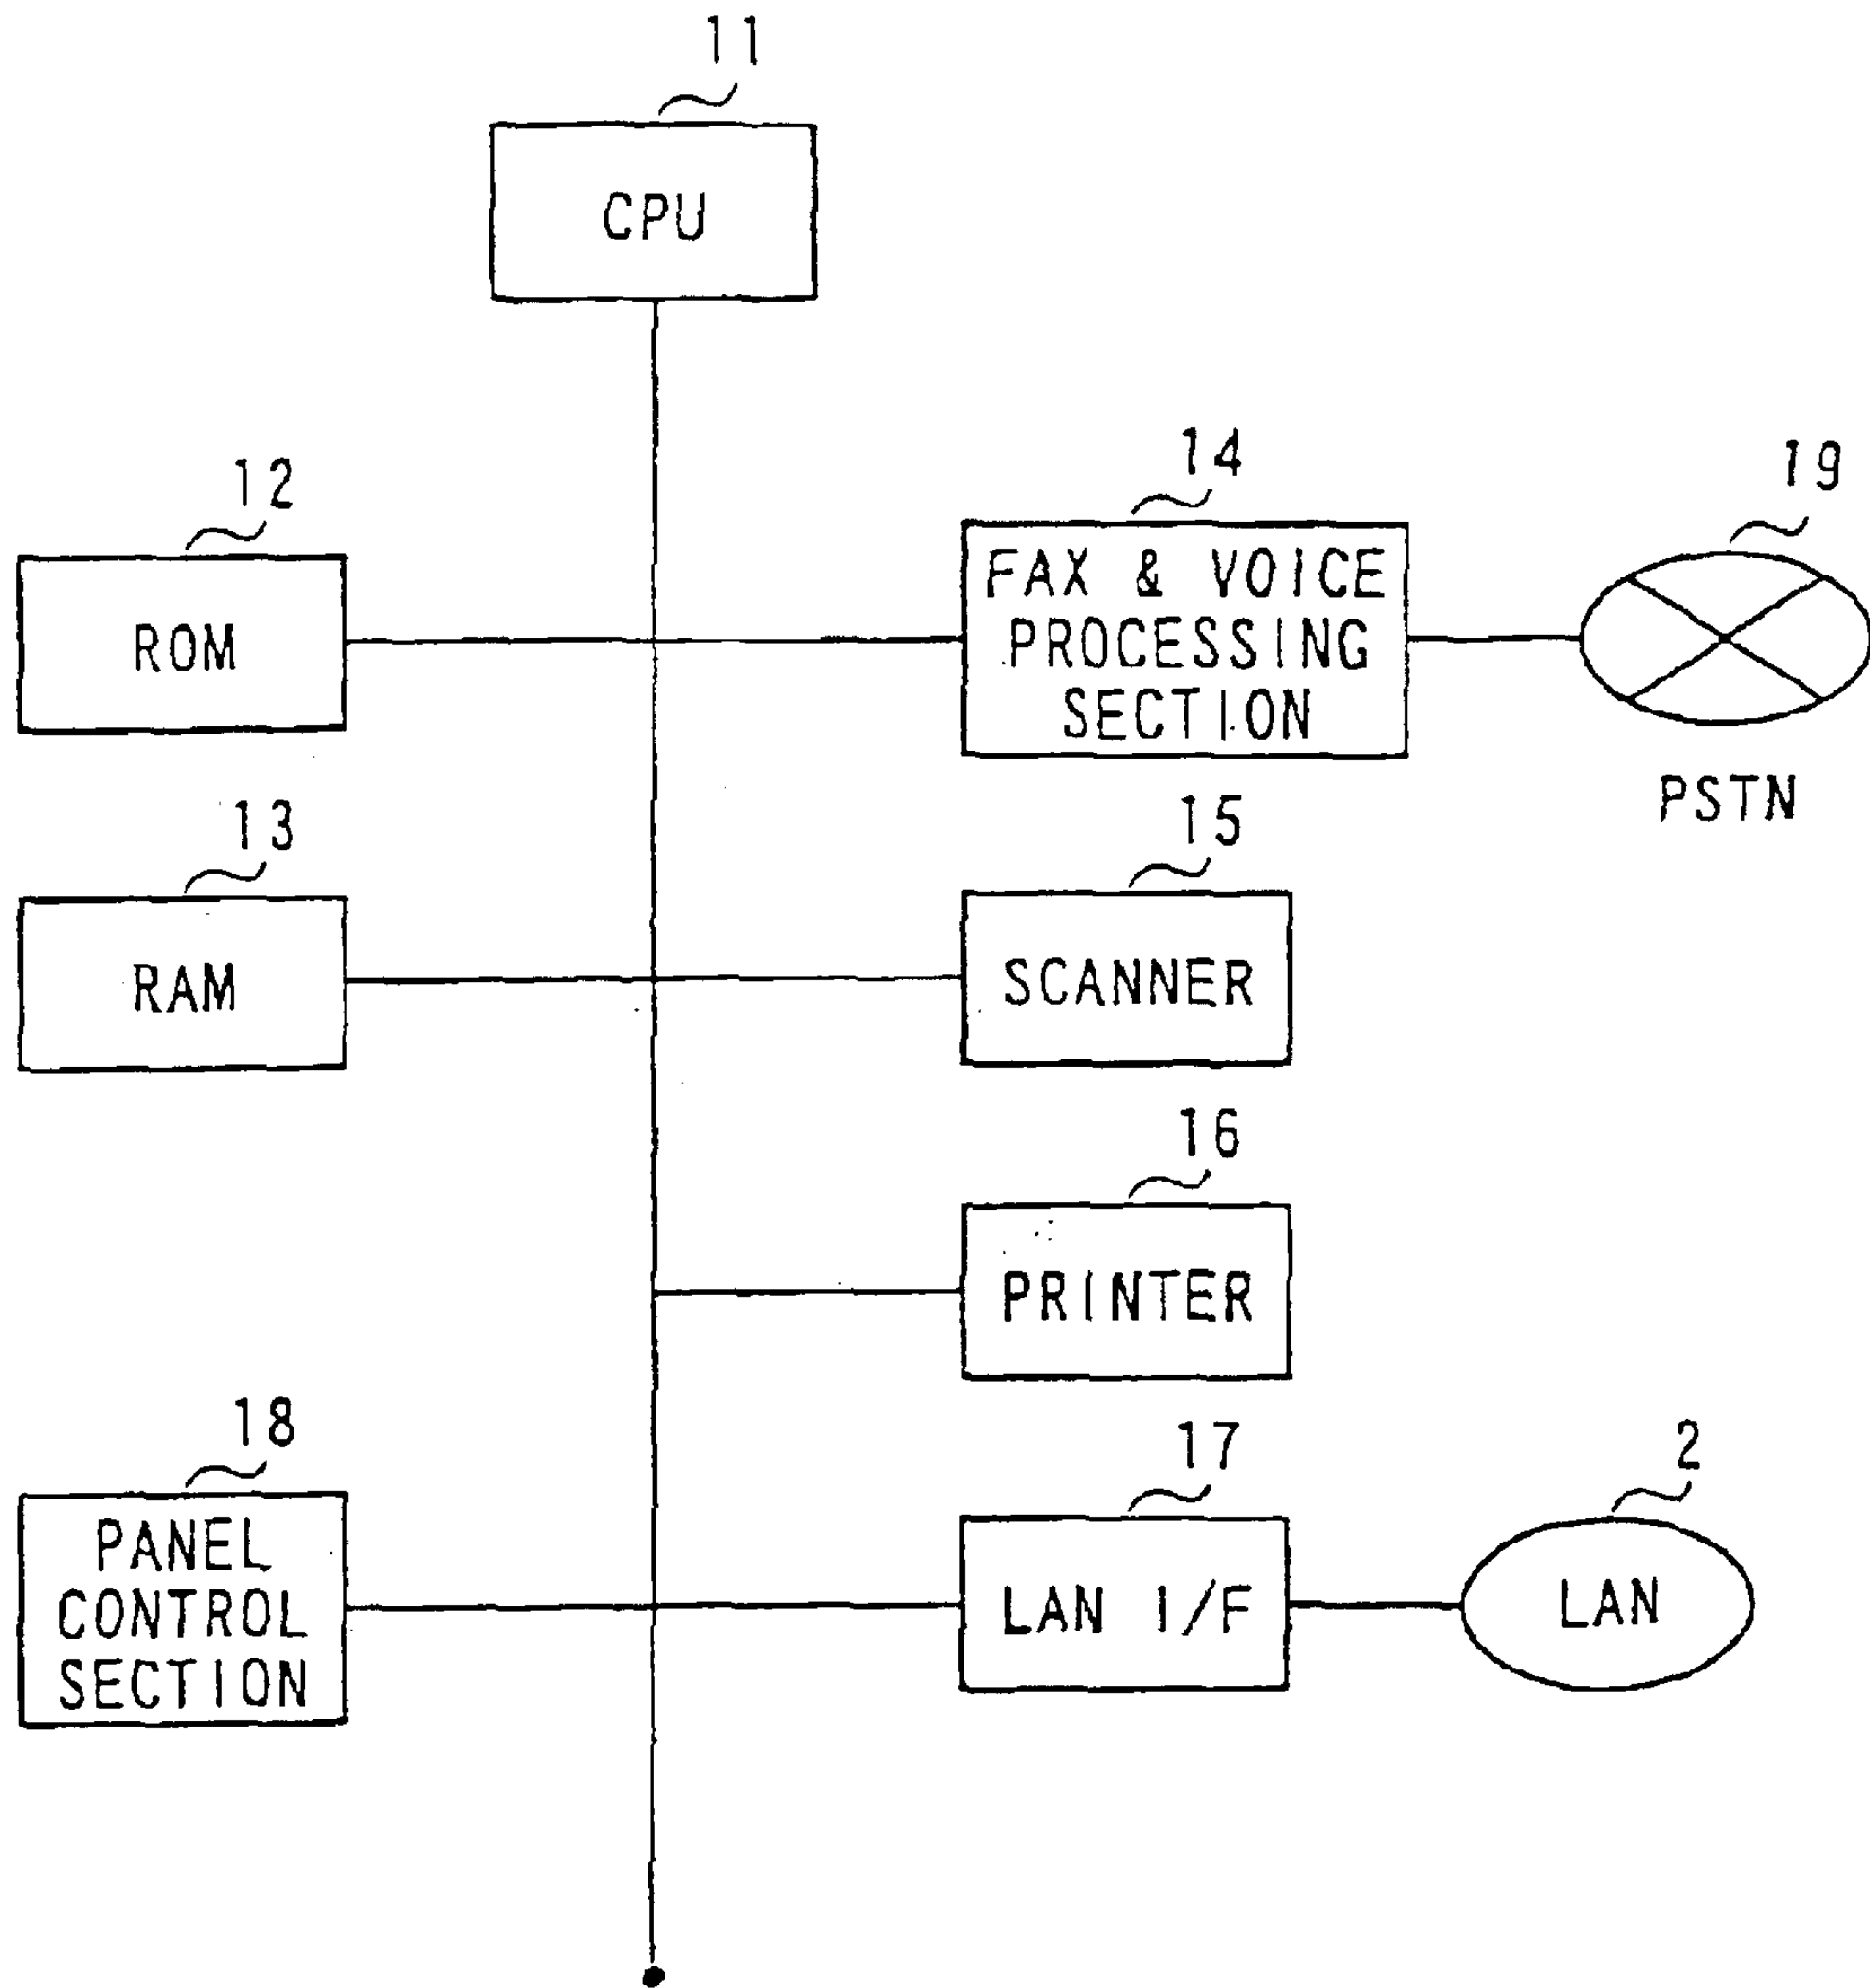 11
CPU
12
ROM
14
FAX & VOICE
PROCESSING
SECTION
19
PSTN
13
RAM
15
SCANNER
16
PRINTER
18
PANEL
CONTROL
SECTION
17
LAN I/F
2
LAN